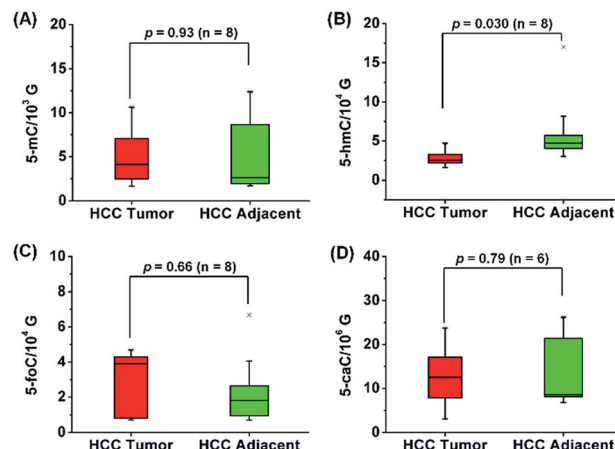 (A)
p = 0.93 (n = 8)
5-mC/10³ G
20
15
10
5
0
HCC Tumor HCC Adjacent
(B)
p = 0.030 (n = 8)
5-hmC/10⁴ G
20
15
10
5
0
HCC Tumor HCC Adjacent
(C)
p = 0.66 (n = 8)
5-foC/10⁴ G
10
8
6
4
2
0
HCC Tumor HCC Adjacent
(D)
p = 0.79 (n = 6)
5-caC/10⁶ G
40
30
20
10
0
HCC Tumor HCC Adjacent